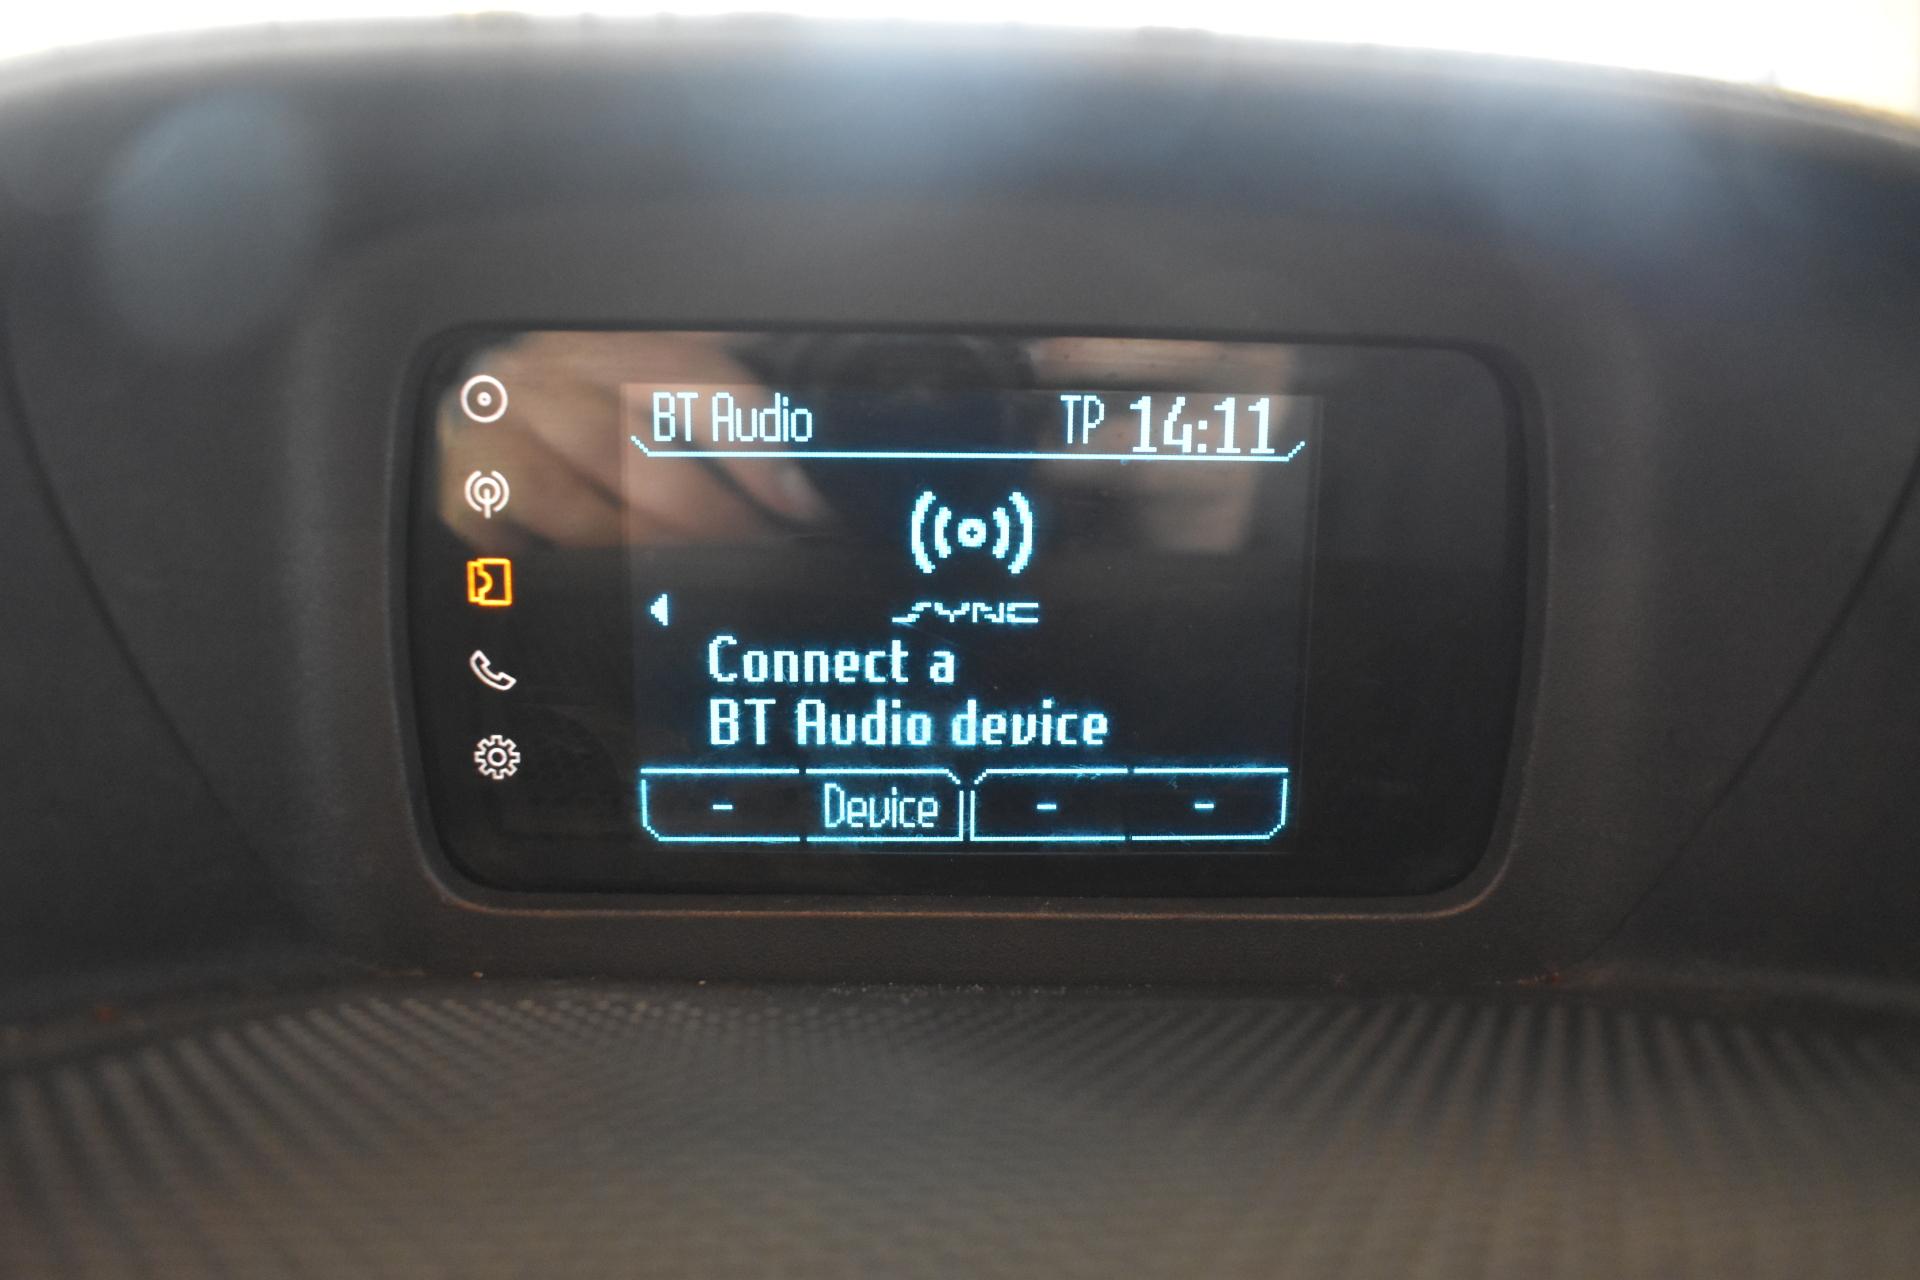 BT Audio TP 14:11
SYNC
Connect a
BT Audio device
- Device - -